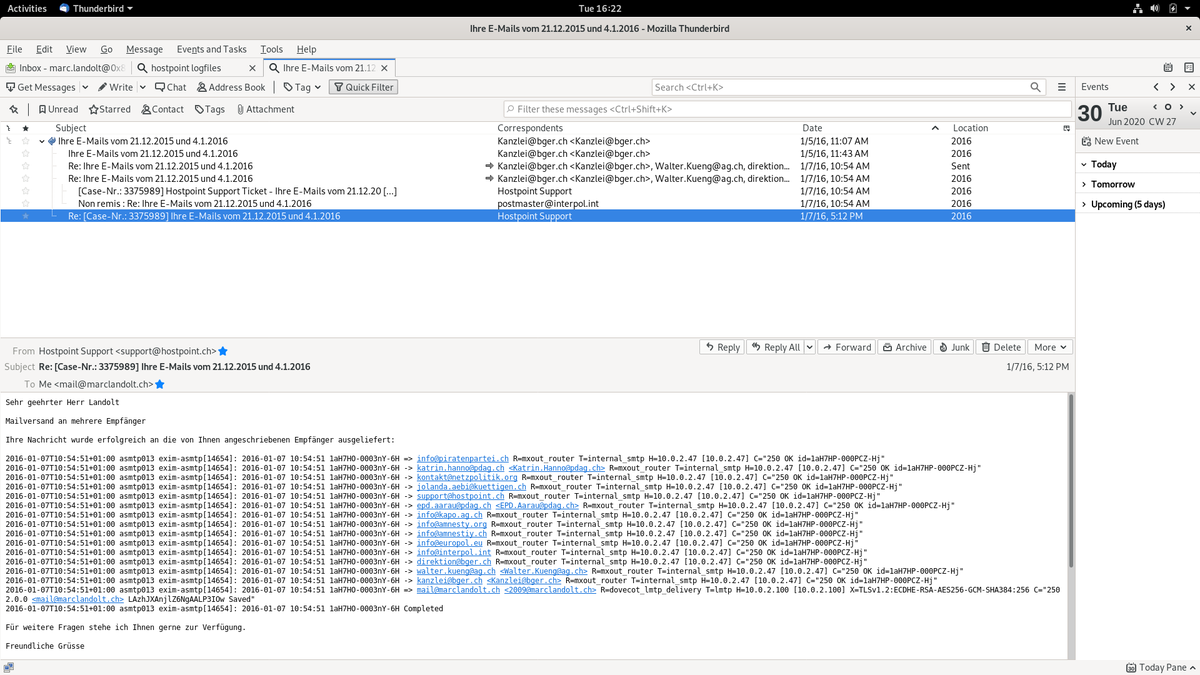 Activities Thunderbird Tue 16:22
Ihre E-Mails vom 21.12.2015 und 4.1.2016 - Mozilla Thunderbird
File Edit View Go Message Events and Tasks Tools Help
Inbox - marc.landolt@0x8 hostpoint logfiles Ihre E-Mails vom 21.12
Get Messages Write Chat Address Book Tag Quick Filter Search <Ctrl+K> Events
Unread Starred Contact Tags Attachment Filter these messages <Ctrl+Shift+K>
30 Tue Jun 2020 CW 27
Subject Correspondents Date Location
New Event
Today
Tomorrow
Upcoming (5 days)
Ihre E-Mails vom 21.12.2015 und 4.1.2016 Kanzlei@bger.ch <Kanzlei@bger.ch> 1/5/16, 11:07 AM 2016
Ihre E-Mails vom 21.12.2015 und 4.1.2016 Kanzlei@bger.ch <Kanzlei@bger.ch> 1/5/16, 11:43 AM 2016
Re: Ihre E-Mails vom 21.12.2015 und 4.1.2016 Kanzlei@bger.ch <Kanzlei@bger.ch>, Walter.Kueng@ag.ch, direktion... 1/7/16, 10:54 AM Sent
Re: Ihre E-Mails vom 21.12.2015 und 4.1.2016 Kanzlei@bger.ch <Kanzlei@bger.ch>, Walter.Kueng@ag.ch, direktion... 1/7/16, 10:54 AM 2016
[Case-Nr.: 3375989] Hostpoint Support Ticket - Ihre E-Mails vom 21.12.20 [...] Hostpoint Support 1/7/16, 10:54 AM 2016
Non remis : Re: Ihre E-Mails vom 21.12.2015 und 4.1.2016 postmaster@interpol.int 1/7/16, 10:54 AM 2016
Re: [Case-Nr.: 3375989] Ihre E-Mails vom 21.12.2015 und 4.1.2016 Hostpoint Support 1/7/16, 5:12 PM 2016
From Hostpoint Support <support@hostpoint.ch> Reply Reply All Forward Archive Junk Delete More
Subject Re: [Case-Nr.: 3375989] Ihre E-Mails vom 21.12.2015 und 4.1.2016 1/7/16, 5:12 PM
To Me <mail@marclandolt.ch>
Sehr geehrter Herr Landolt
Mailversand an mehrere Empfänger
Ihre Nachricht wurde erfolgreich an die von Ihnen angeschriebenen Empfänger ausgeliefert:
2016-01-07T10:54:51+01:00 asmtp013 exim-asmtp[14654]: 2016-01-07 10:54:51 1aH7HO-0003nY-6H => info@piratenpartei.ch R=mxout_router T=internal_smtp H=10.0.2.47 [10.0.2.47] C="250 OK id=1aH7HP-000PCZ-Hj"
2016-01-07T10:54:51+01:00 asmtp013 exim-asmtp[14654]: 2016-01-07 10:54:51 1aH7HO-0003nY-6H -> katrin.hanno@pdag.ch <Katrin.Hanno@pdag.ch> R=mxout_router T=internal_smtp H=10.0.2.47 [10.0.2.47] C="250 OK id=1aH7HP-000PCZ-Hj"
2016-01-07T10:54:51+01:00 asmtp013 exim-asmtp[14654]: 2016-01-07 10:54:51 1aH7HO-0003nY-6H -> kontakt@netzpolitik.org R=mxout_router T=internal_smtp H=10.0.2.47 [10.0.2.47] C="250 OK id=1aH7HP-000PCZ-Hj"
2016-01-07T10:54:51+01:00 asmtp013 exim-asmtp[14654]: 2016-01-07 10:54:51 1aH7HO-0003nY-6H -> jolanda.aebi@kuettigen.ch R=mxout_router T=internal_smtp H=10.0.2.47 [10.0.2.47] C="250 OK id=1aH7HP-000PCZ-Hj"
2016-01-07T10:54:51+01:00 asmtp013 exim-asmtp[14654]: 2016-01-07 10:54:51 1aH7HO-0003nY-6H -> support@hostpoint.ch R=mxout_router T=internal_smtp H=10.0.2.47 [10.0.2.47] C="250 OK id=1aH7HP-000PCZ-Hj"
2016-01-07T10:54:51+01:00 asmtp013 exim-asmtp[14654]: 2016-01-07 10:54:51 1aH7HO-0003nY-6H -> epd.aarau@pdag.ch <EPD.Aarau@pdag.ch> R=mxout_router T=internal_smtp H=10.0.2.47 [10.0.2.47] C="250 OK id=1aH7HP-000PCZ-Hj"
2016-01-07T10:54:51+01:00 asmtp013 exim-asmtp[14654]: 2016-01-07 10:54:51 1aH7HO-0003nY-6H -> info@kapo.ag.ch R=mxout_router T=internal_smtp H=10.0.2.47 [10.0.2.47] C="250 OK id=1aH7HP-000PCZ-Hj"
2016-01-07T10:54:51+01:00 asmtp013 exim-asmtp[14654]: 2016-01-07 10:54:51 1aH7HO-0003nY-6H -> info@amnesty.org R=mxout_router T=internal_smtp H=10.0.2.47 [10.0.2.47] C="250 OK id=1aH7HP-000PCZ-Hj"
2016-01-07T10:54:51+01:00 asmtp013 exim-asmtp[14654]: 2016-01-07 10:54:51 1aH7HO-0003nY-6H -> info@amnestiy.ch R=mxout_router T=internal_smtp H=10.0.2.47 [10.0.2.47] C="250 OK id=1aH7HP-000PCZ-Hj"
2016-01-07T10:54:51+01:00 asmtp013 exim-asmtp[14654]: 2016-01-07 10:54:51 1aH7HO-0003nY-6H -> info@europol.eu R=mxout_router T=internal_smtp H=10.0.2.47 [10.0.2.47] C="250 OK id=1aH7HP-000PCZ-Hj"
2016-01-07T10:54:51+01:00 asmtp013 exim-asmtp[14654]: 2016-01-07 10:54:51 1aH7HO-0003nY-6H -> info@interpol.int R=mxout_router T=internal_smtp H=10.0.2.47 [10.0.2.47] C="250 OK id=1aH7HP-000PCZ-Hj"
2016-01-07T10:54:51+01:00 asmtp013 exim-asmtp[14654]: 2016-01-07 10:54:51 1aH7HO-0003nY-6H -> direktion@bger.ch R=mxout_router T=internal_smtp H=10.0.2.47 [10.0.2.47] C="250 OK id=1aH7HP-000PCZ-Hj"
2016-01-07T10:54:51+01:00 asmtp013 exim-asmtp[14654]: 2016-01-07 10:54:51 1aH7HO-0003nY-6H -> walter.kueng@ag.ch <Walter.Kueng@ag.ch> R=mxout_router T=internal_smtp H=10.0.2.47 [10.0.2.47] C="250 OK id=1aH7HP-000PCZ-Hj"
2016-01-07T10:54:51+01:00 asmtp013 exim-asmtp[14654]: 2016-01-07 10:54:51 1aH7HO-0003nY-6H -> kanzlei@bger.ch <Kanzlei@bger.ch> R=mxout_router T=internal_smtp H=10.0.2.47 [10.0.2.47] C="250 OK id=1aH7HP-000PCZ-Hj"
2016-01-07T10:54:51+01:00 asmtp013 exim-asmtp[14654]: 2016-01-07 10:54:51 1aH7HO-0003nY-6H => mail@marclandolt.ch <2009@marclandolt.ch> R=dovecot_lmtp_delivery T=lmtp H=10.0.2.100 [10.0.2.100] X=TLSv1.2:ECDHE-RSA-AES256-GCM-SHA384:256 C="250
2.0.0 <mail@marclandolt.ch> LAzhJXAnjlZ6NgAALP3IOw Saved"
2016-01-07T10:54:51+01:00 asmtp013 exim-asmtp[14654]: 2016-01-07 10:54:51 1aH7HO-0003nY-6H Completed
Für weitere Fragen stehe ich Ihnen gerne zur Verfügung.
Freundliche Grüsse
Today Pane